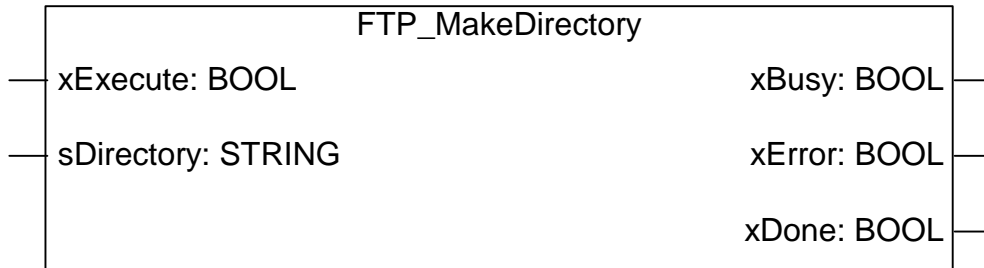 FTP_MakeDirectory
xExecute: BOOL xBusy: BOOL
sDirectory: STRING xError: BOOL
xDone: BOOL